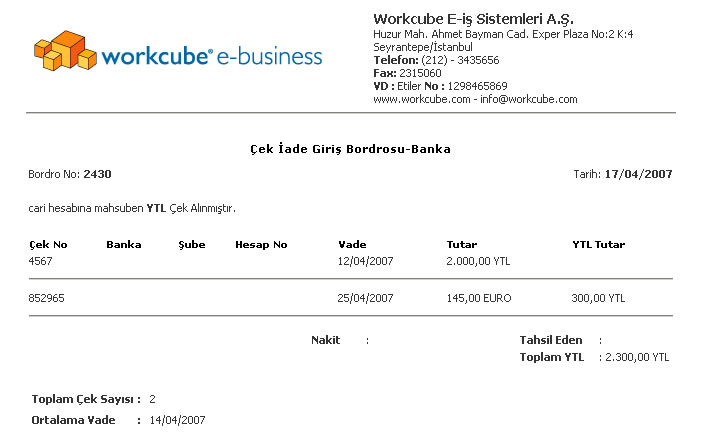 workcube® e-business
Workcube E-iş Sistemleri A.Ş.
Huzur Mah. Ahmet Bayman Cad. Exper Plaza No:2 K:4
Seyrantepe/İstanbul
Telefon: (212) - 3435656
Fax: 2315060
VD : Etiler No : 1298465869
www.workcube.com - info@workcube.com
Çek İade Giriş Bordrosu-Banka
Bordro No: 2430 Tarih: 17/04/2007
cari hesabına mahsuben YTL Çek Alınmıştır.
Çek No Banka Şube Hesap No Vade Tutar YTL Tutar
4567 12/04/2007 2.000,00 YTL
852965 25/04/2007 145,00 EURO 300,00 YTL
Nakit : Tahsil Eden :
Toplam YTL : 2.300,00 YTL
Toplam Çek Sayısı : 2
Ortalama Vade : 14/04/2007